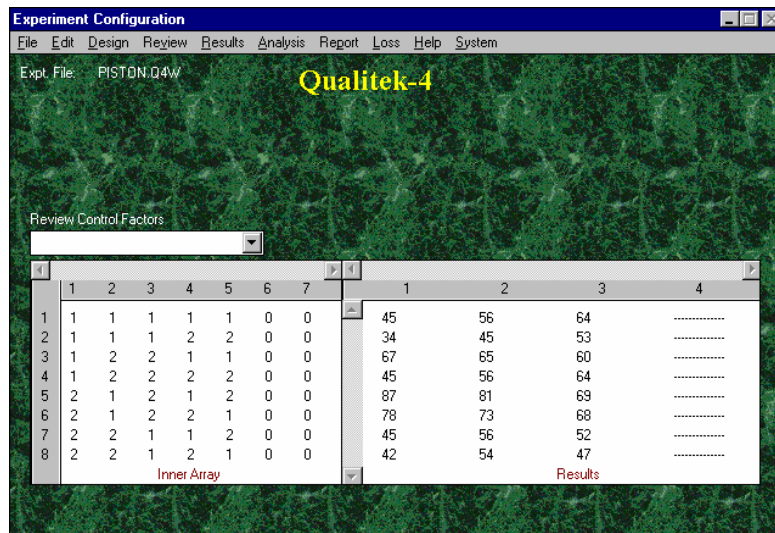 Experiment Configuration
File Edit Design Review Results Analysis Report Loss Help System
Expt. File: PISTON.Q4W
Qualitek-4
Review Control Factors
1 2 3 4 5 6 7 1 2 3 4
1 1 1 1 1 1 0 0 45 56 64 -------------
2 1 1 1 2 2 0 0 34 45 53 -------------
3 1 2 2 1 1 0 0 67 65 60 -------------
4 1 2 2 2 2 0 0 45 56 64 -------------
5 2 1 2 1 2 0 0 87 81 69 -------------
6 2 1 2 2 1 0 0 78 73 68 -------------
7 2 2 1 1 2 0 0 45 56 52 -------------
8 2 2 1 2 1 0 0 42 54 47 -------------
Inner Array Results